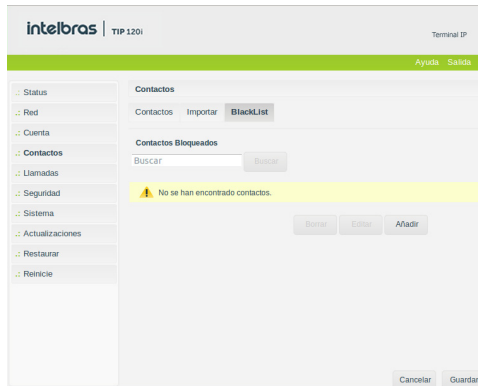 intelbras TIP 120i
Terminal IP
Ayuda Salida
.: Status
.: Red
.: Cuenta
.: Contactos
.: Llamadas
.: Seguridad
.: Sistema
.: Actualizaciones
.: Restaurar
.: Reinicie
Contactos
Contactos Importar BlackList
Contactos Bloqueados
Buscar Buscar
No se han encontrado contactos.
Borrar Editar Añadir
Cancelar Guardar